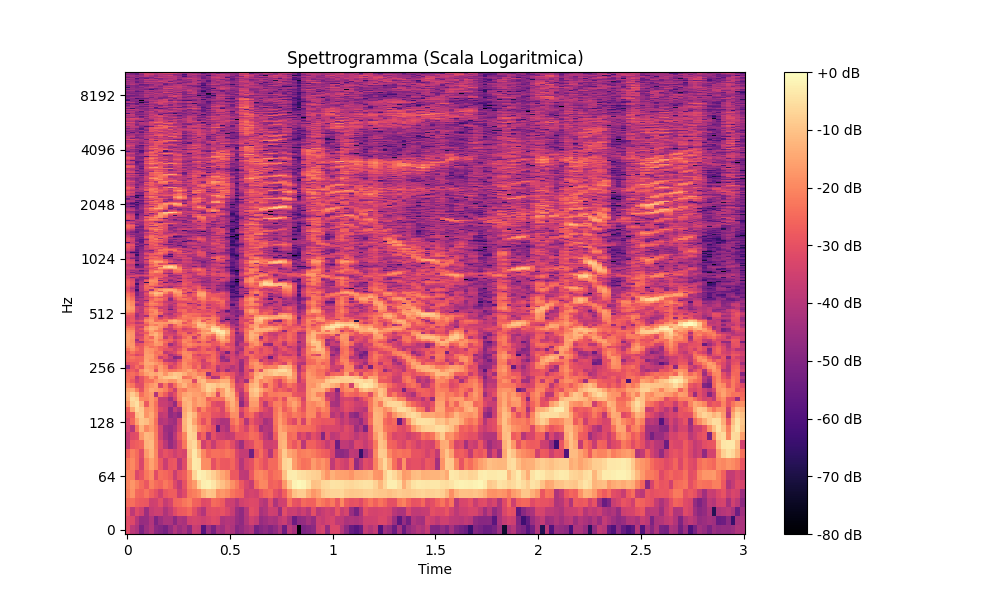 Spettrogramma (Scala Logaritmica)
Hz
8192
4096
2048
1024
512
256
128
64
0
0 0.5 1 1.5 2 2.5 3
Time
+0 dB
-10 dB
-20 dB
-30 dB
-40 dB
-50 dB
-60 dB
-70 dB
-80 dB